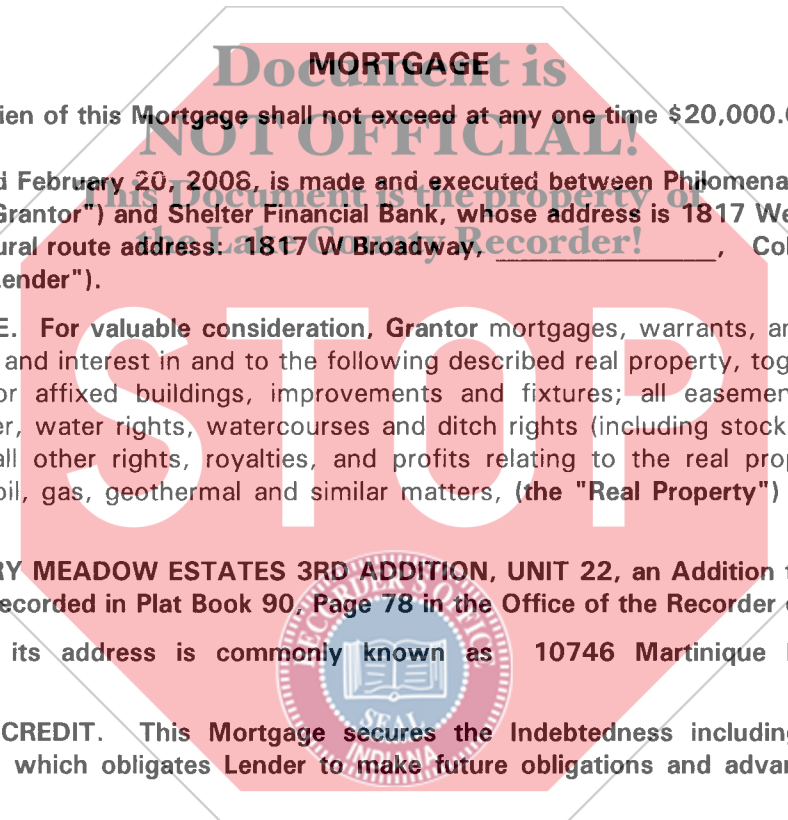 MORTGAGE
Document is
ien of this Mortgage shall not exceed at any one time $20,000.
NOT OFFICIAL!
d February 20, 2008, is made and executed between Philomena
This Document is the property of
Grantor") and Shelter Financial Bank, whose address is 1817 We
the Lake County Recorder!
ural route address: 1817 W Broadway, ____________, Col
ender").
E. For valuable consideration, Grantor mortgages, warrants, an
and interest in and to the following described real property, tog
or affixed buildings, improvements and fixtures; all easemen
er, water rights, watercourses and ditch rights (including stock
all other rights, royalties, and profits relating to the real prop
oil, gas, geothermal and similar matters, (the "Real Property")
STOP
RY MEADOW ESTATES 3RD ADDITION, UNIT 22, an Addition t
ecorded in Plat Book 90, Page 78 in the Office of the Recorder
its address is commonly known as 10746 Martinique
CREDIT. This Mortgage secures the Indebtedness including
which obligates Lender to make future obligations and advan
RECORDER'S OFFICE
SEAL
INDIANA